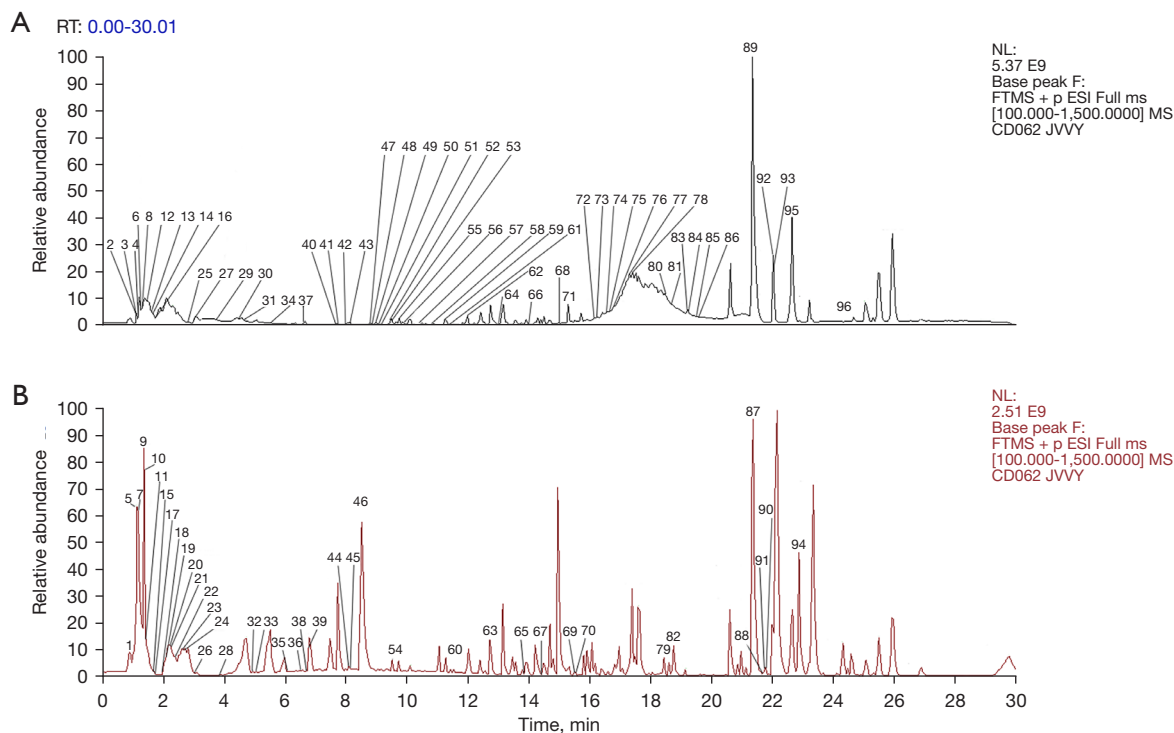 A
RT: 0.00-30.01
NL:
5.37 E9
Base peak F:
FTMS + p ESI Full ms
[100.000-1,500.0000] MS
CD062 JVVY
Relative abundance
100
90
80
70
60
50
40
30
20
10
0
89
47 48 49 50 51 52 53
92 93
95
6 8 12 13 14 16
2 3 4
72 73 74 75 76 77 78
55 56 57 58 59 61
40 41 42 43
83 84 85 86
80 81
25 27 29 30
31 34 37
62
64 66
68
71
96
B
NL:
2.51 E9
Base peak F:
FTMS + p ESI Full ms
[100.000-1,500.0000] MS
CD062 JVVY
Relative abundance
100
90
80
70
60
50
40
30
20
10
0
9
10
11
5 7
15
17
18
19
20
21
22
23
24
1
26 28
32 33
35 36
38 39
44 45
46
54
60
63
65 67
69 70
79
82
87
88
91
90
94
0 2 4 6 8 10 12 14 16 18 20 22 24 26 28 30
Time, min